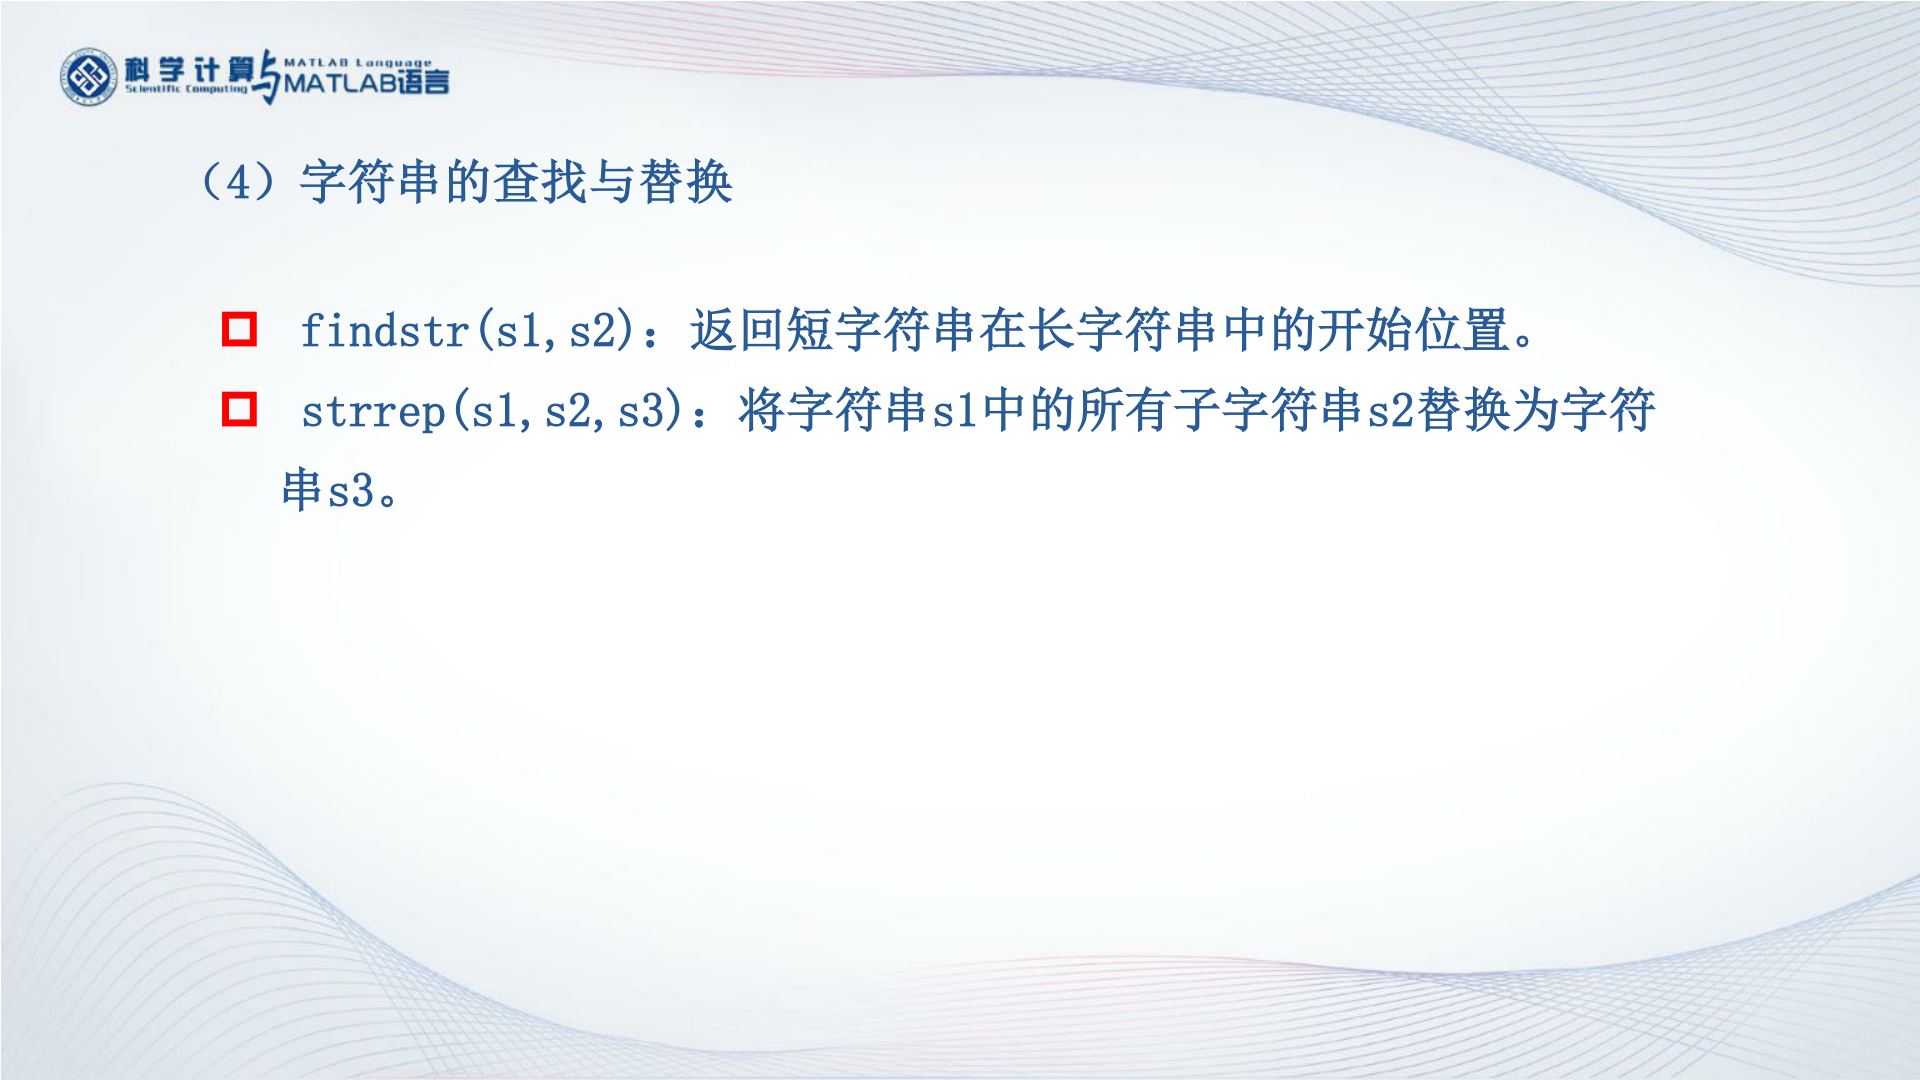 科学计算与MATLAB语言
Scientific Computing MATLAB Language
（4）字符串的查找与替换
findstr(s1,s2)：返回短字符串在长字符串中的开始位置。
strrep(s1,s2,s3)：将字符串s1中的所有子字符串s2替换为字符
串s3。